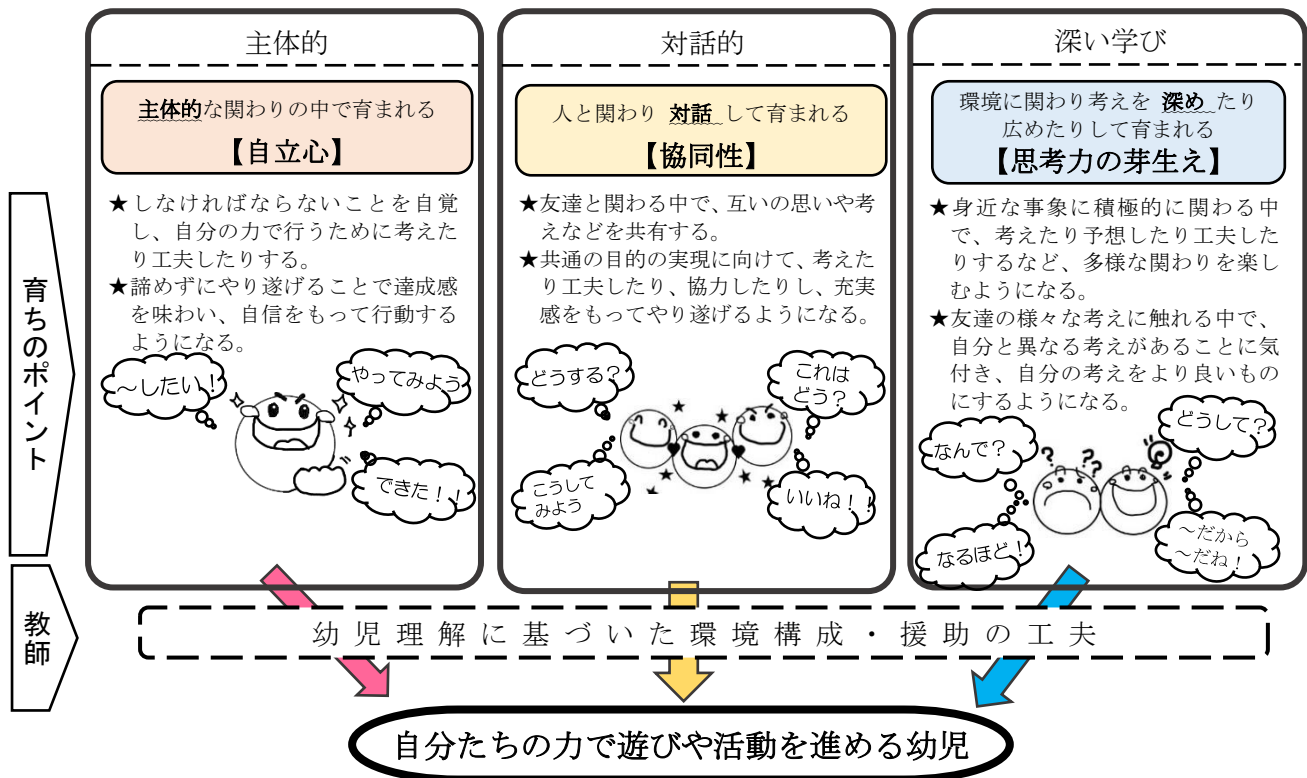 主体的
主体的な関わりの中で育まれる
【自立心】
★しなければならないことを自覚
し、自分の力で行うために考えた
り工夫したりする。
★諦めずにやり遂げることで達成感
を味わい、自信をもって行動する
ようになる。
～したい！
やってみよう
できた！！
対話的
人と関わり 対話 して育まれる
【協同性】
★友達と関わる中で、互いの思いや考
えなどを共有する。
★共通の目的の実現に向けて、考えた
り工夫したり、協力したりし、充実
感をもってやり遂げるようになる。
どうする？
これは
どう？
こうして
みよう
いいね！！
深い学び
環境に関わり考えを 深め たり
広めたりして育まれる
【思考力の芽生え】
★身近な事象に積極的に関わる中
で、考えたり予想したり工夫した
りするなど、多様な関わりを楽し
むようになる。
★友達の様々な考えに触れる中で、
自分と異なる考えがあることに気
付き、自分の考えをより良いもの
にするようになる。
なんで？
どうして？
なるほど！
～だから
～だね！
育ちのポイント
教師
幼児理解に基づいた環境構成・援助の工夫
自分たちの力で遊びや活動を進める幼児